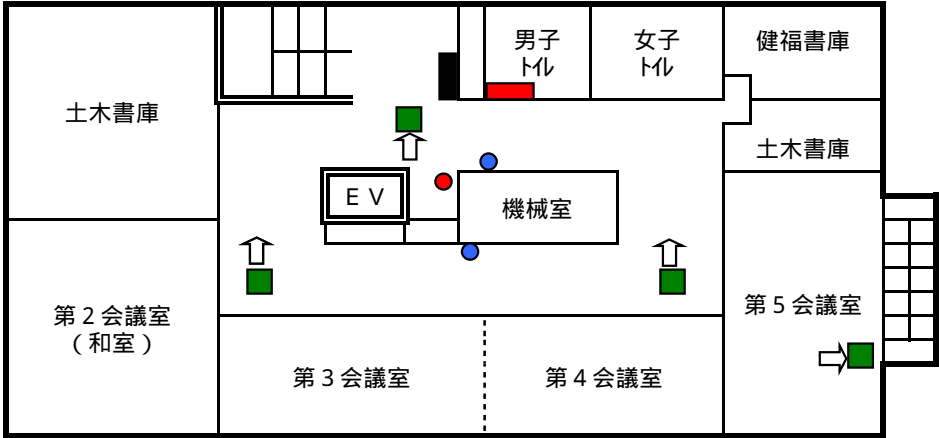 男子
ﾄｲﾚ
女子
ﾄｲﾚ
健福書庫
土木書庫
土木書庫
ＥＶ
機械室
第２会議室
（和室）
第３会議室
第４会議室
第５会議室